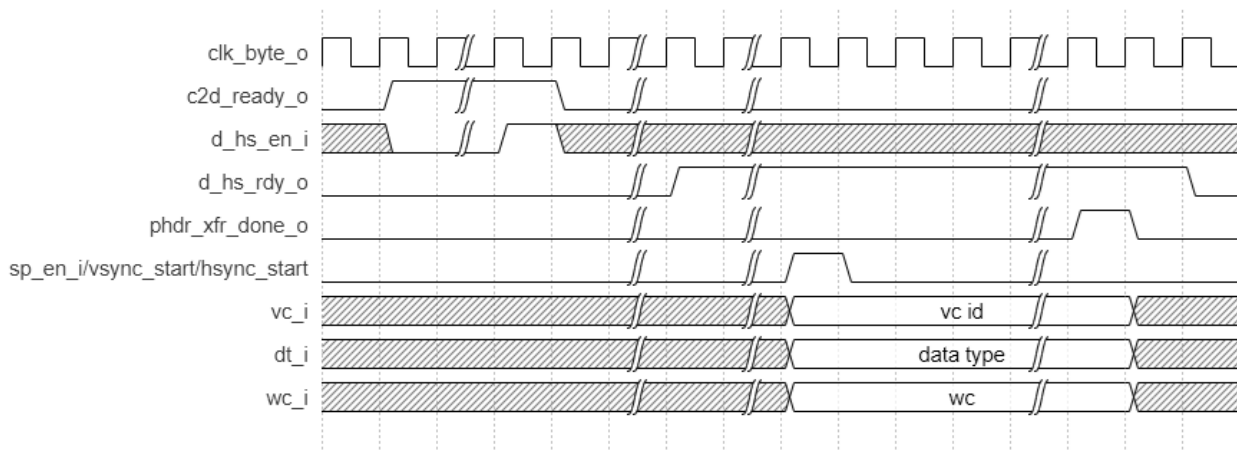 clk_byte_o
c2d_ready_o
d_hs_en_i
d_hs_rdy_o
phdr_xfr_done_o
sp_en_i/vsync_start/hsync_start
vc_i vc id
dt_i data type
wc_i wc